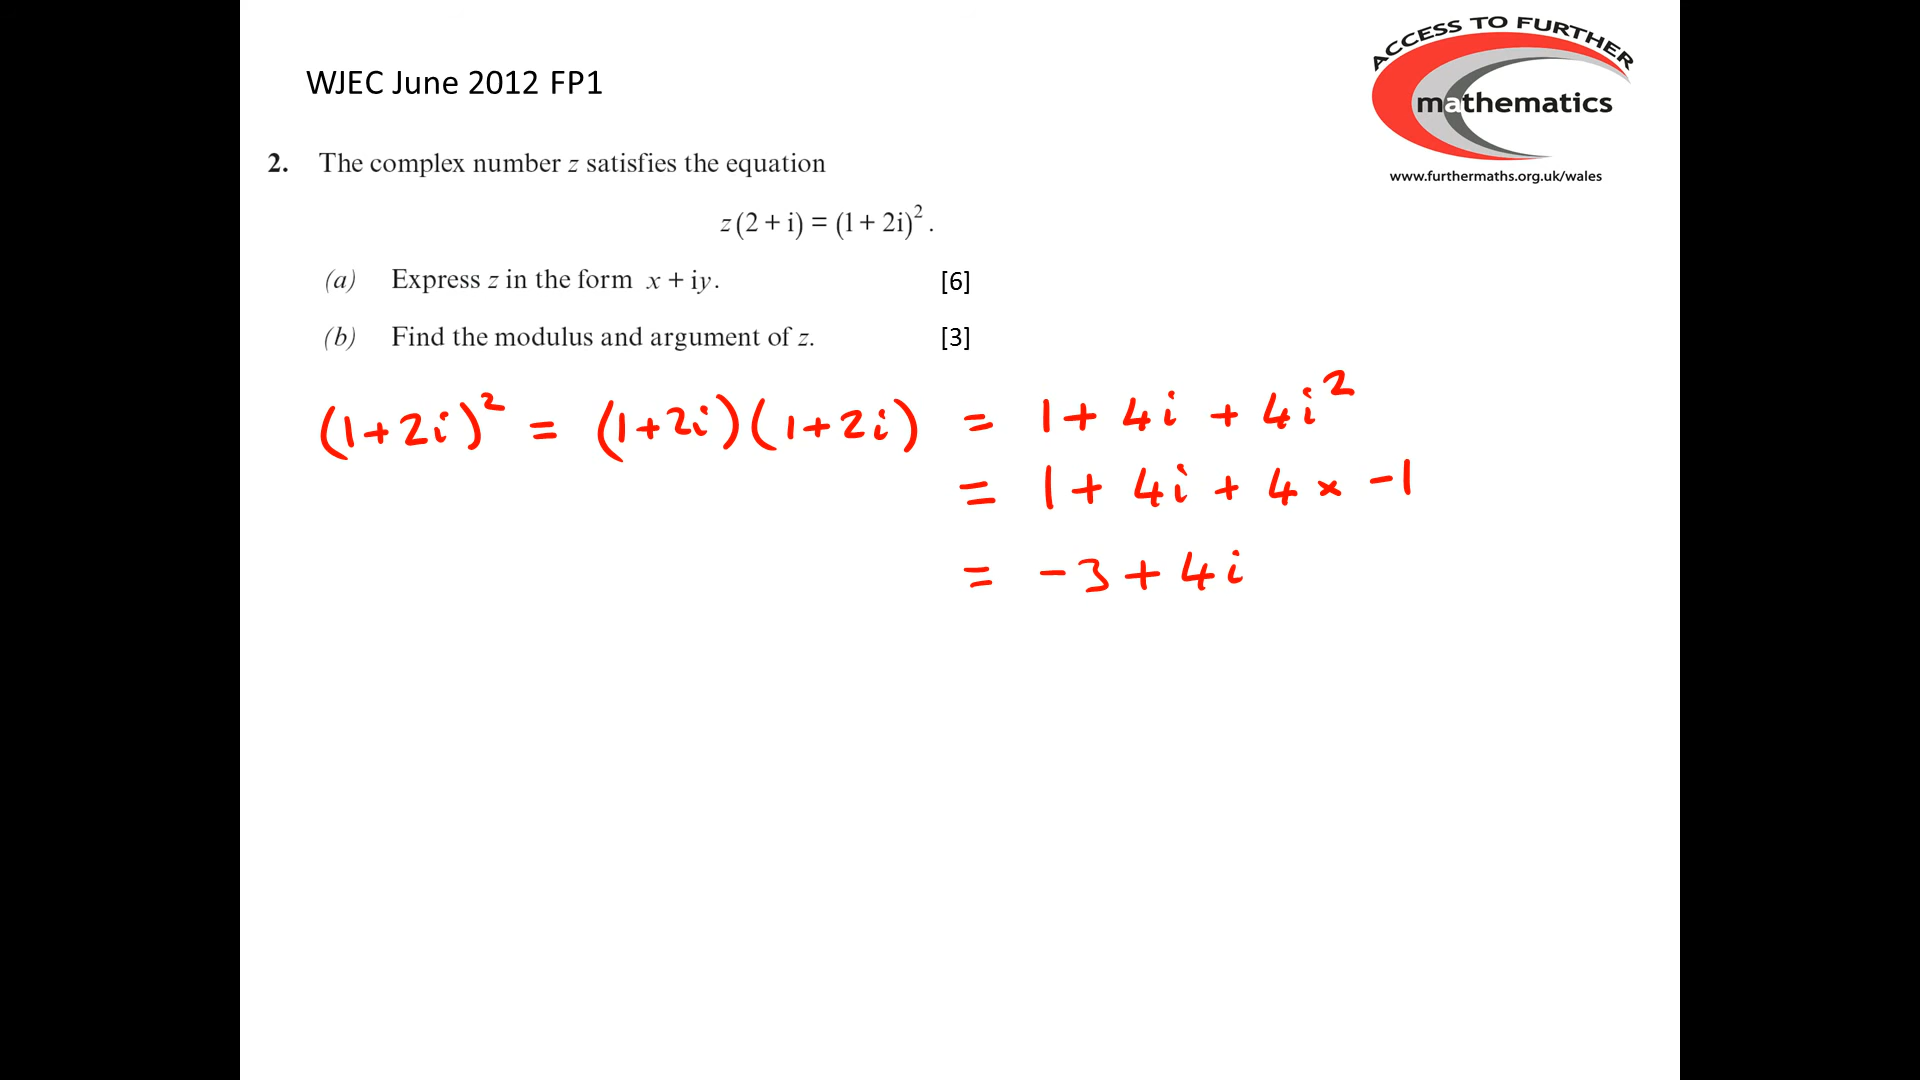 ACCESS TO FURTHER
mathematics
www.furthermaths.org.uk/wales
WJEC June 2012 FP1
2. The complex number z satisfies the equation
z(2 + i) = (1 + 2i)².
(a) Express z in the form x + iy. [6]
(b) Find the modulus and argument of z. [3]
(1+2i)² = (1+2i)(1+2i) = 1 + 4i + 4i²
= 1 + 4i + 4 × -1
= -3 + 4i